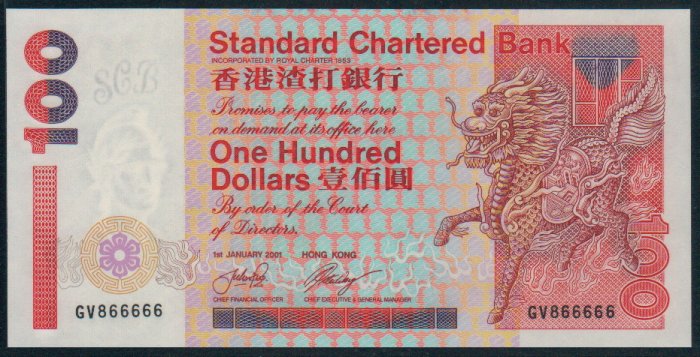 100
SCB
Standard Chartered Bank
INCORPORATED BY ROYAL CHARTER 1853
香港渣打銀行
Promises to pay the bearer
on demand at its office here
One Hundred
Dollars 壹佰圓
By order of the Court
of Directors.
1ST JANUARY 2001 HONG KONG
CHIEF FINANCIAL OFFICER CHIEF EXECUTIVE & GENERAL MANAGER
GV866666
GV866666
100